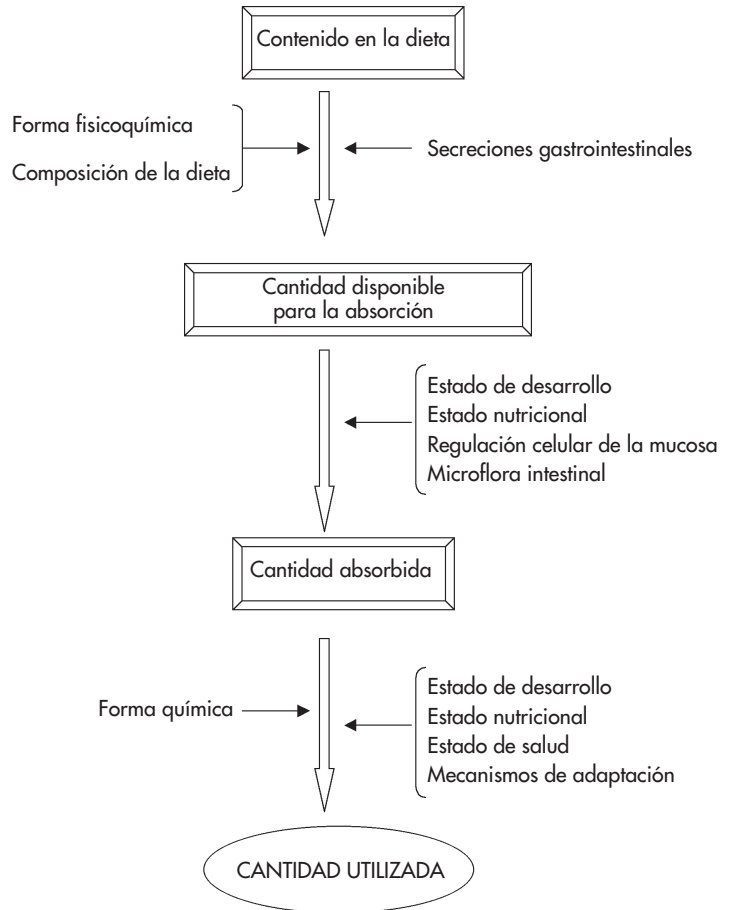 Contenido en la dieta
Forma fisicoquímica
Composición de la dieta
Secreciones gastrointestinales
Cantidad disponible
para la absorción
Estado de desarrollo
Estado nutricional
Regulación celular de la mucosa
Microflora intestinal
Cantidad absorbida
Forma química
Estado de desarrollo
Estado nutricional
Estado de salud
Mecanismos de adaptación
CANTIDAD UTILIZADA